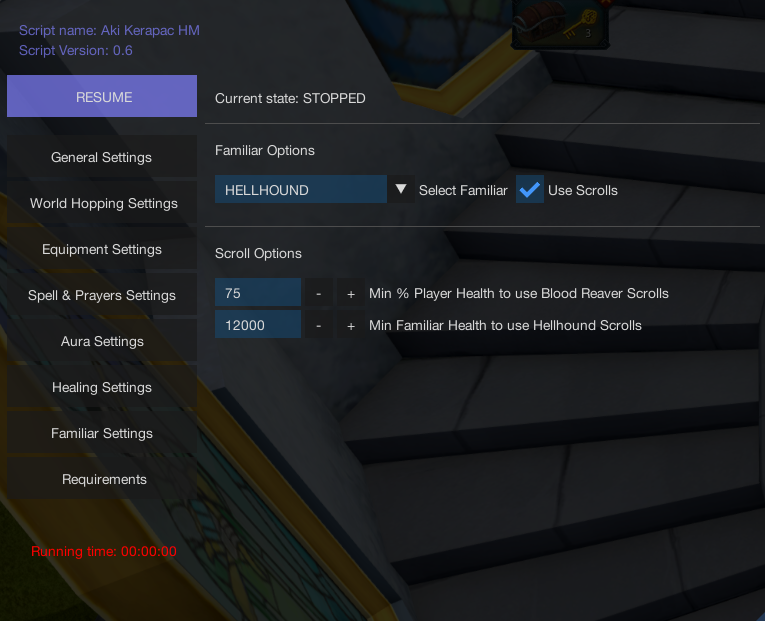 Script name: Aki Kerapac HM
Script Version: 0.6
RESUME
General Settings
World Hopping Settings
Equipment Settings
Spell & Prayers Settings
Aura Settings
Healing Settings
Familiar Settings
Requirements
Running time: 00:00:00
3
Current state: STOPPED
Familiar Options
HELLHOUND ▼ Select Familiar Use Scrolls
Scroll Options
75 - + Min % Player Health to use Blood Reaver Scrolls
12000 - + Min Familiar Health to use Hellhound Scrolls